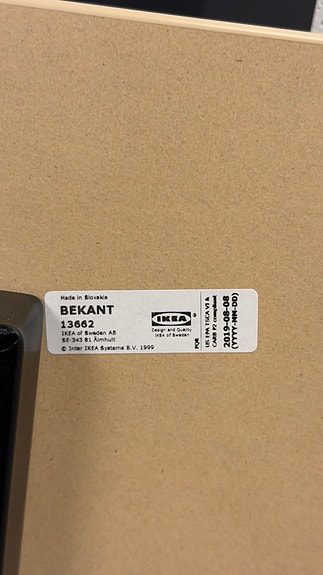 Made in Slovakia
BEKANT
13662
IKEA of Sweden AB
SE-343 81 Älmhult
© Inter IKEA Systems B.V. 1999
IKEA
®
Design and Quality
IKEA of Sweden
PQR
US EPA TSCA VI &
CARB P2 compliant
2019-08-08
(YYYY-MM-DD)